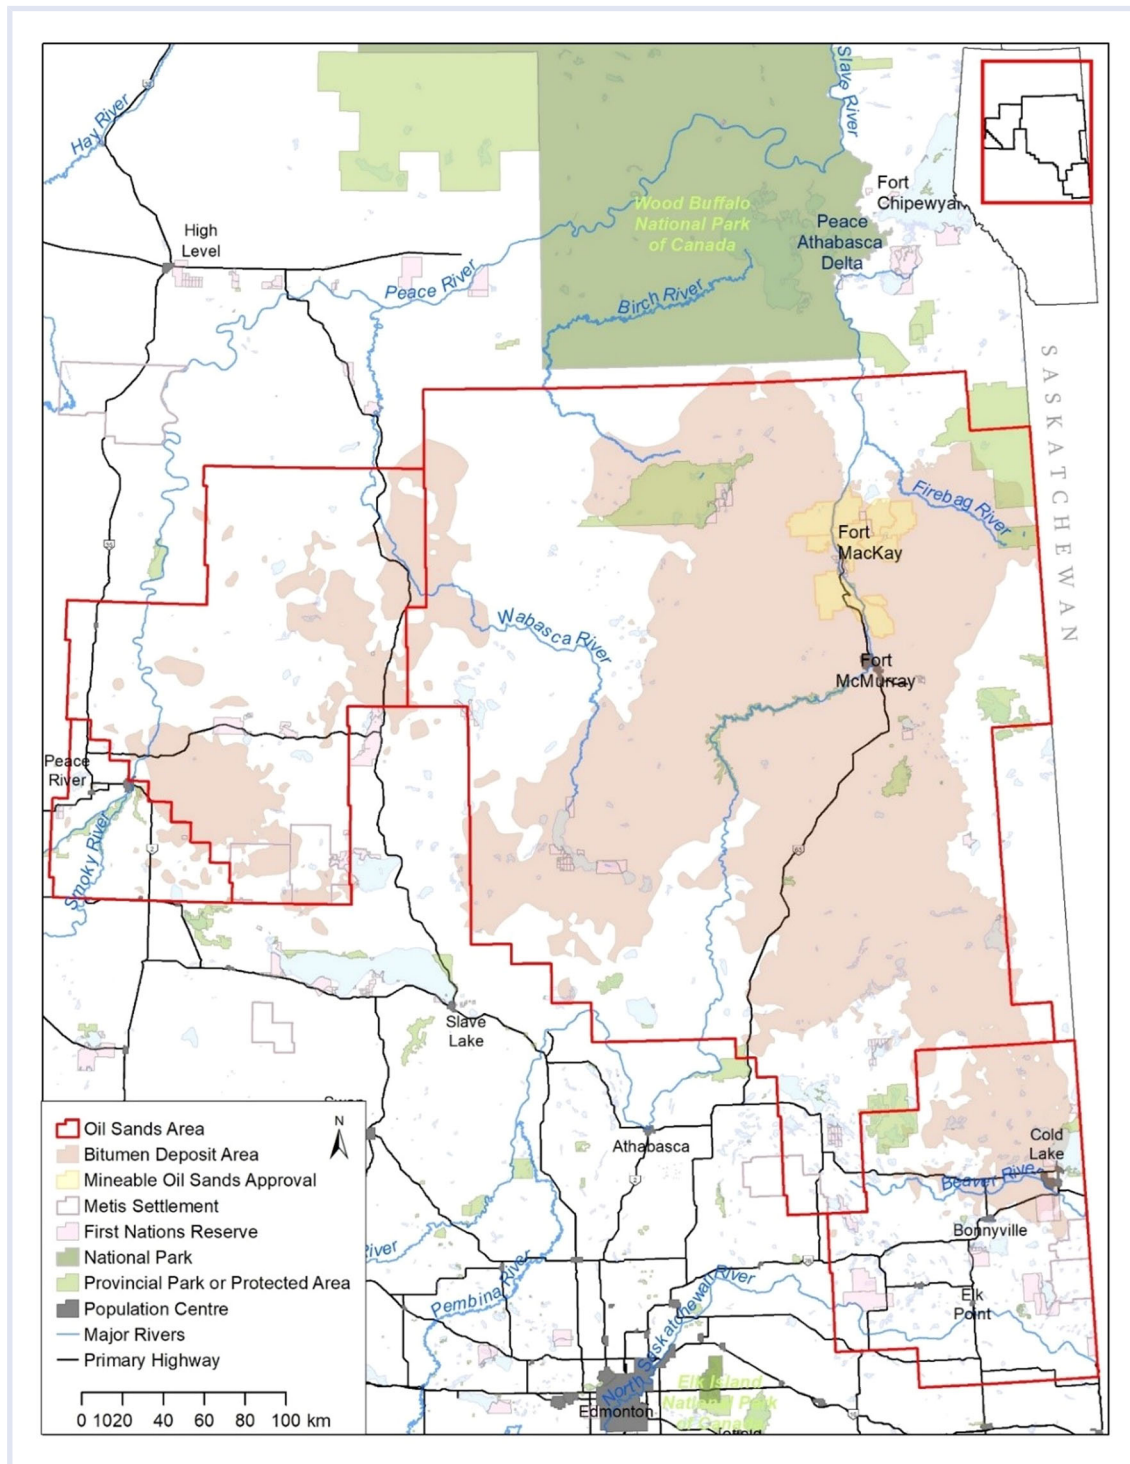 Hay River
Slave River
High
Level
Fort
Chipewyan
Wood Buffalo
National Park
of Canada
Peace
Athabasca
Delta
Peace River
Birch River
SASKATCHEWAN
Firebag River
Fort
MacKay
Wabasca River
Fort
McMurray
Peace
River
2
63
Smoky River
Slave
Lake
Athabasca
2
Cold
Lake
Beaver River
Bonnyville
River
Pembina River
North Saskatchewan River
Elk
Point
Elk Island
National Park
of Canada
Edmonton
N
Oil Sands Area
Bitumen Deposit Area
Mineable Oil Sands Approval
Metis Settlement
First Nations Reserve
National Park
Provincial Park or Protected Area
Population Centre
Major Rivers
Primary Highway
0 1020 40 60 80 100 km